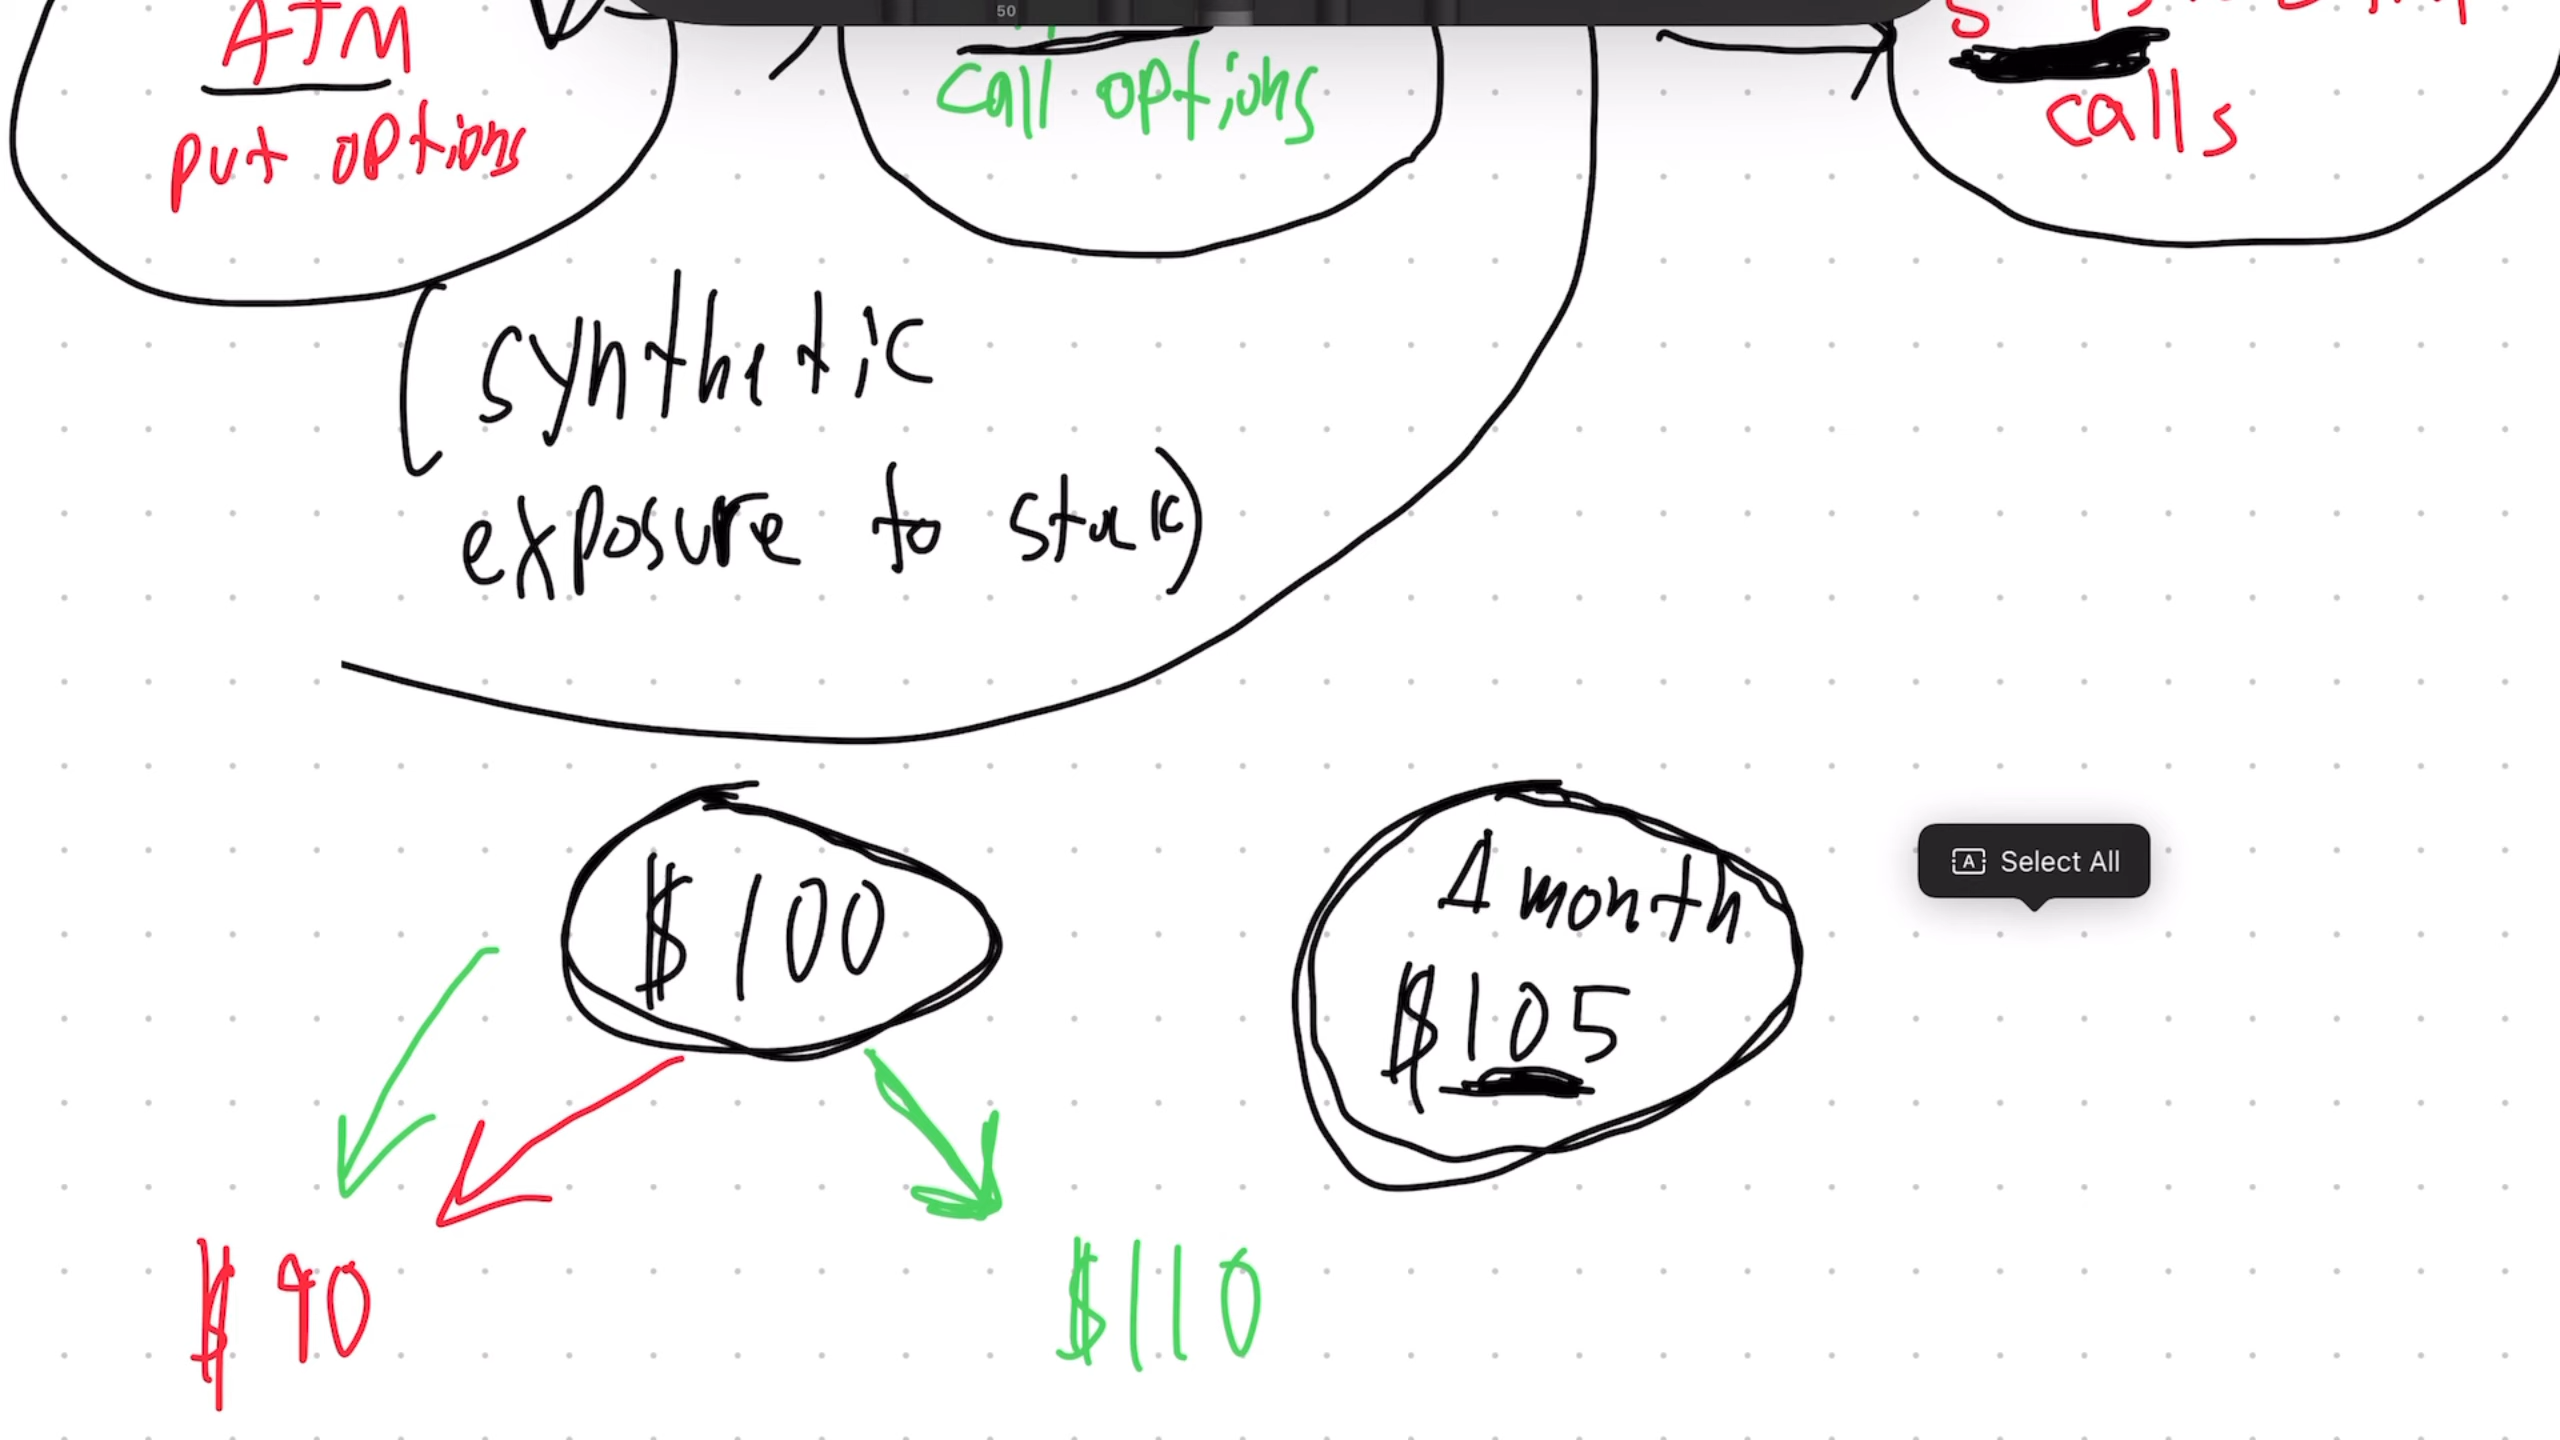 50
ATM
put options
call options
calls
synthetic
exposure to stock)
$100
1 month
$105
Select All
$90
$110